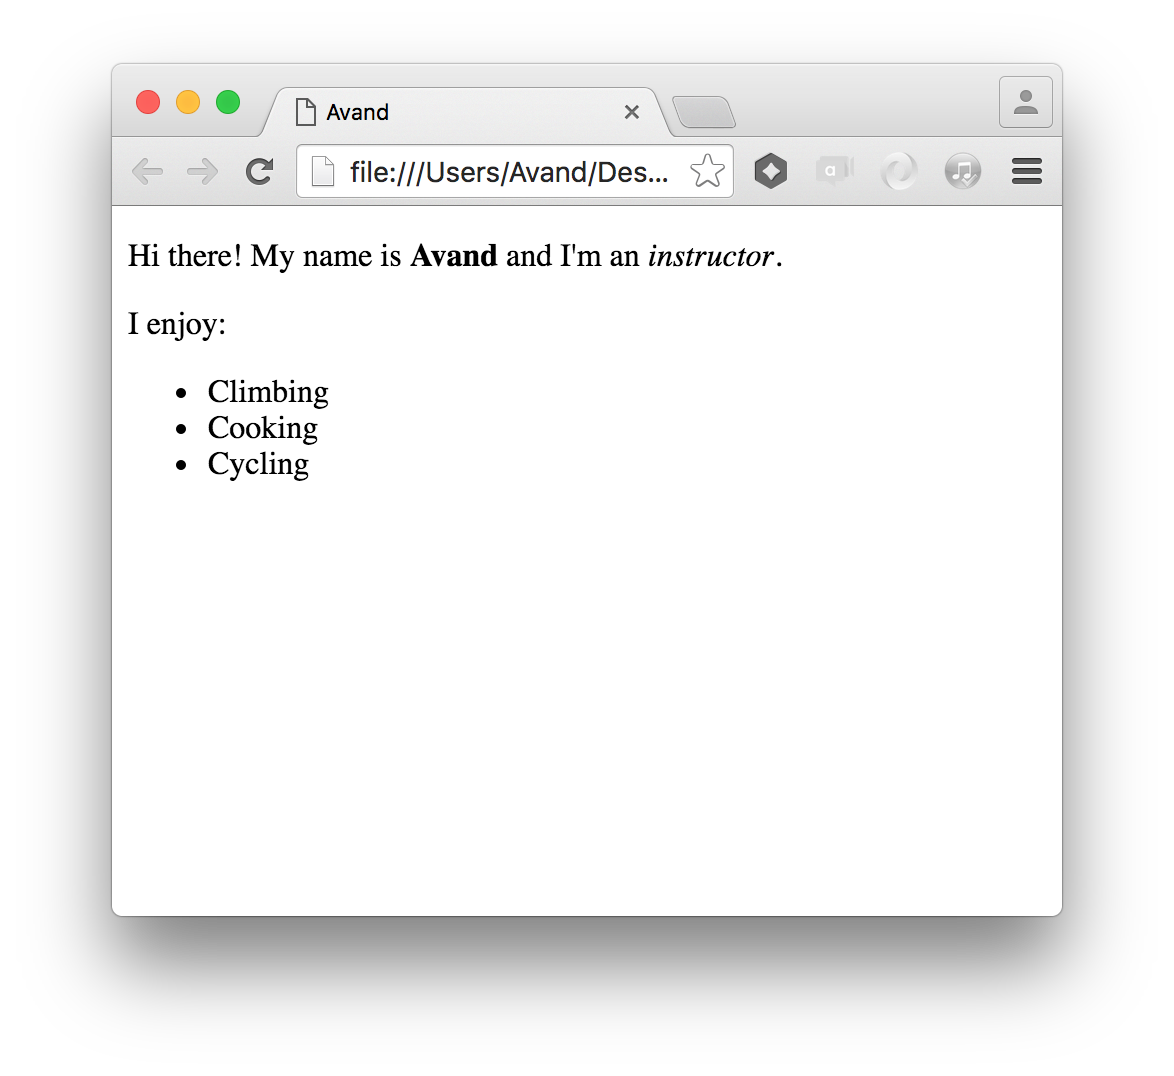 Avand
file:///Users/Avand/Des...
a
Hi there! My name is Avand and I'm an instructor.
I enjoy:
• Climbing
• Cooking
• Cycling